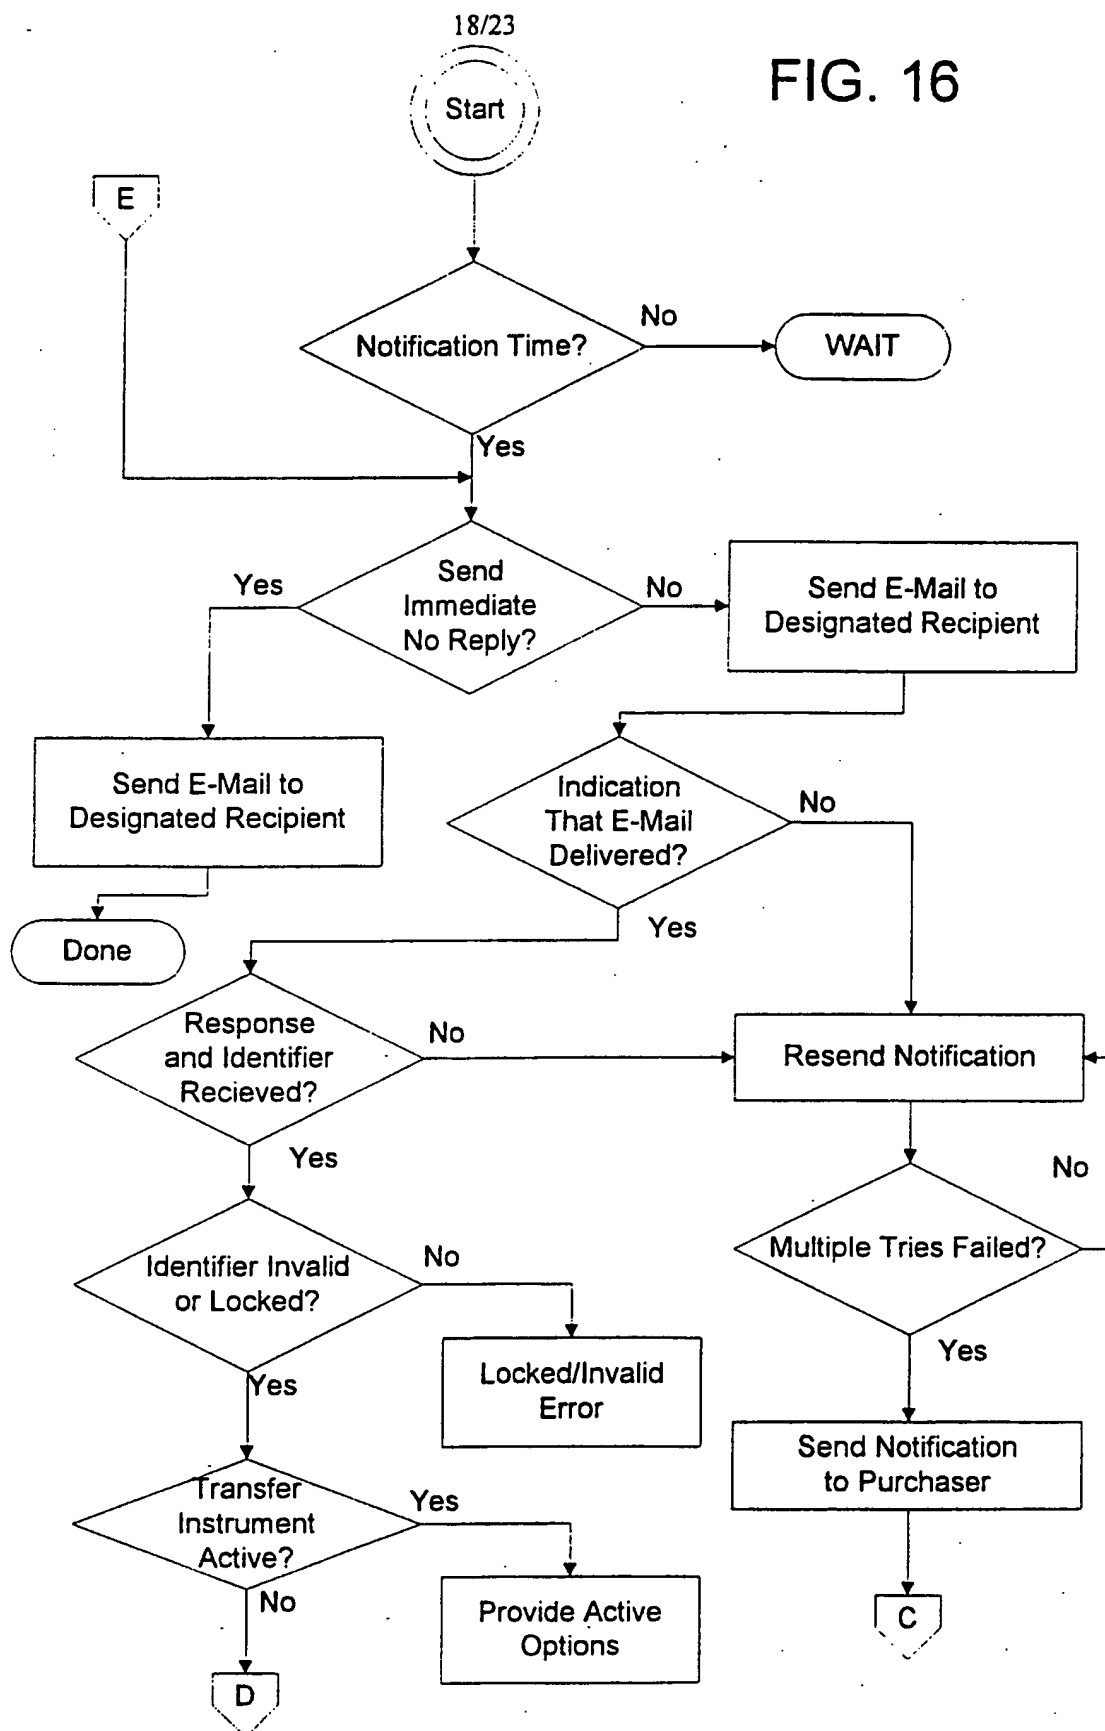 18/23
FIG. 16
Start
E
Notification Time?
No
WAIT
Yes
Send
Immediate
No Reply?
Yes
No
Send E-Mail to
Designated Recipient
Send E-Mail to
Designated Recipient
Done
Indication
That E-Mail
Delivered?
No
Yes
Response
and Identifier
Recieved?
No
Resend Notification
Yes
No
Identifier Invalid
or Locked?
No
Multiple Tries Failed?
Locked/Invalid
Error
Yes
Yes
Send Notification
to Purchaser
Transfer
Instrument
Active?
Yes
No
Provide Active
Options
C
D